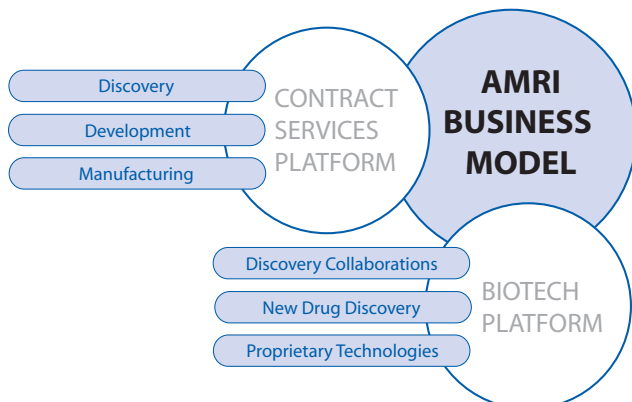 Discovery
Development
Manufacturing
CONTRACT
SERVICES
PLATFORM
AMRI
BUSINESS
MODEL
Discovery Collaborations
New Drug Discovery
Proprietary Technologies
BIOTECH
PLATFORM